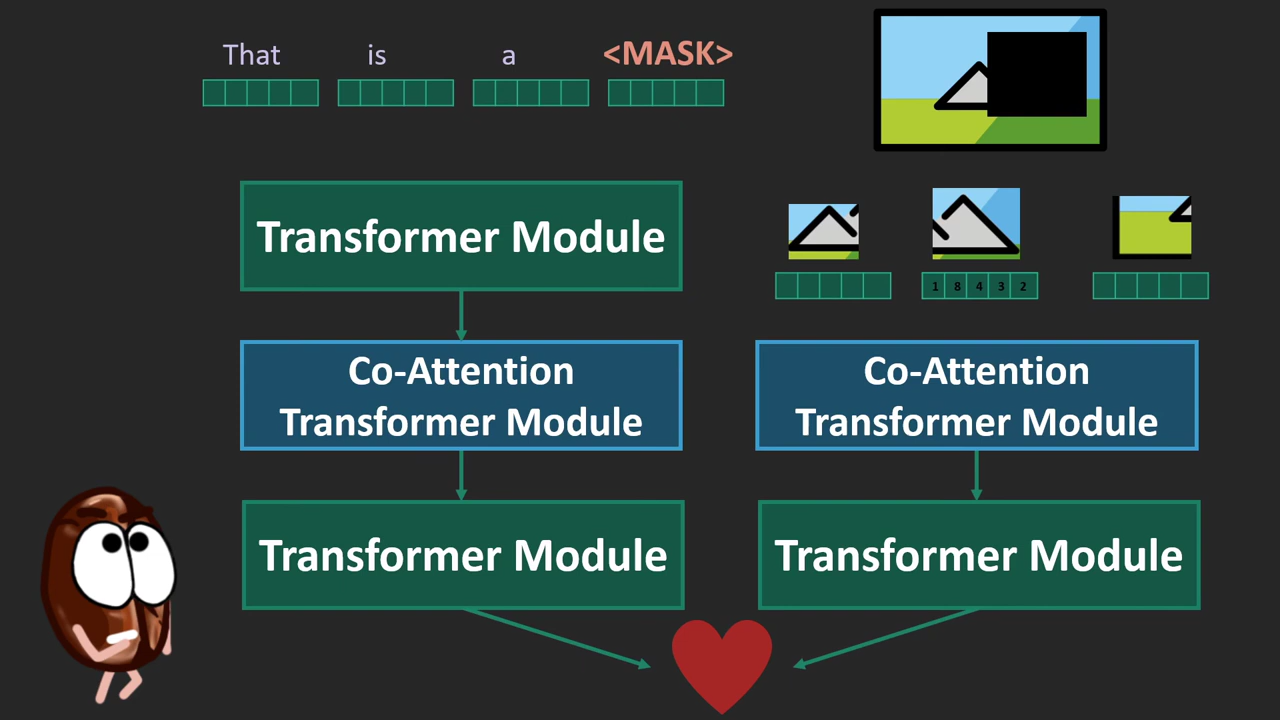 That is a <MASK>
Transformer Module
1 8 4 3 2
Co-Attention
Transformer Module
Co-Attention
Transformer Module
Transformer Module
Transformer Module